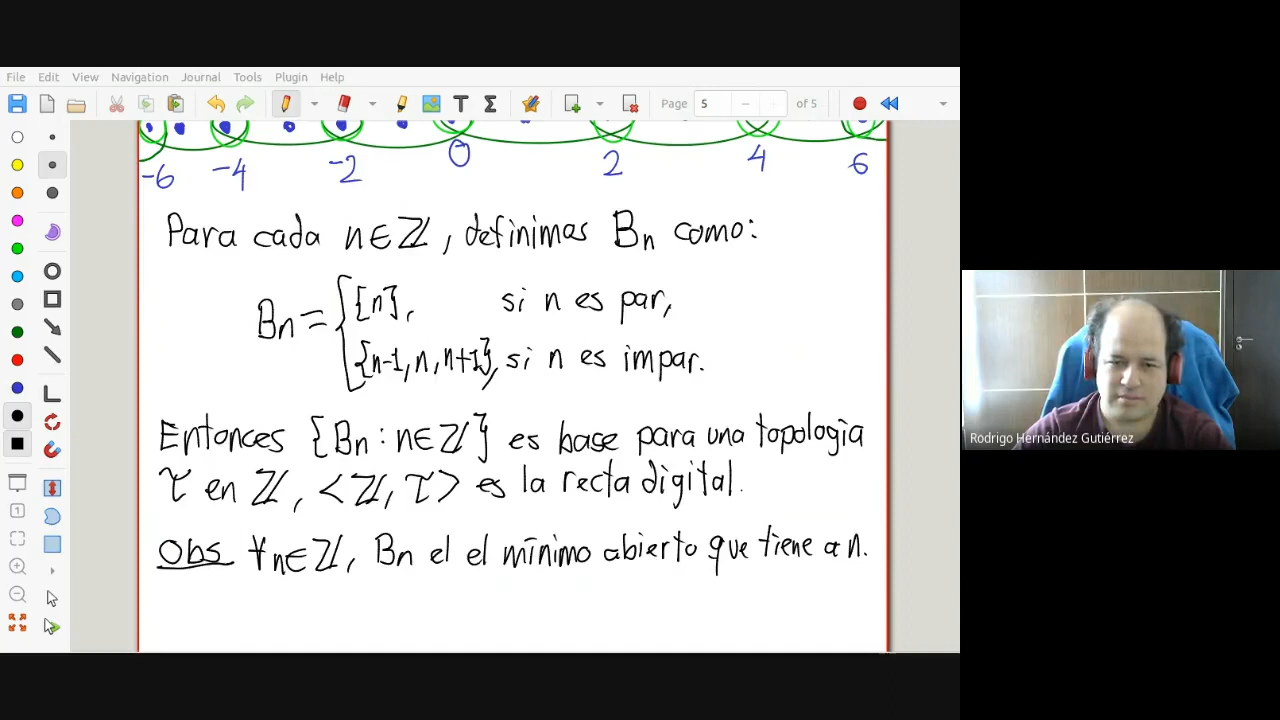 File Edit View Navigation Journal Tools Plugin Help
Page 5 of 5
-6 -4 -2 0 2 4 6
Para cada n∈ℤ, definimas Bn como:
Bn = { {n}, si n es par,
{n-1, n, n+1}, si n es impar.
Entonces {Bn : n∈ℤ} es base para una topología
τ en ℤ, <ℤ, τ> es la recta digital.
Obs ∀n∈ℤ, Bn el el mínimo abierto que tiene a n.
Rodrigo Hernández Gutiérrez